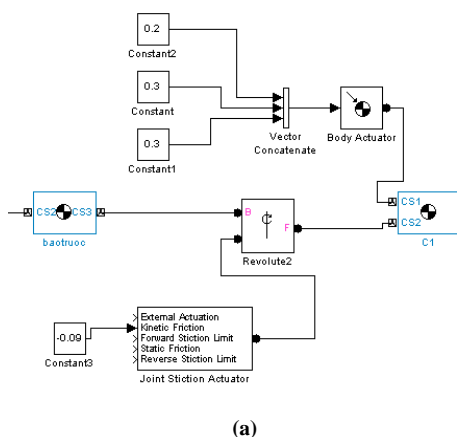 0.2
Constant2
0.3
Constant
0.3
Constant1
Vector
Concatenate
Body Actuator
CS1
CS2
C1
CS2
CS3
baotruoc
B
F
Revolute2
-0.09
Constant3
External Actuation
Kinetic Friction
Forward Stiction Limit
Static Friction
Reverse Stiction Limit
Joint Stiction Actuator
(a)